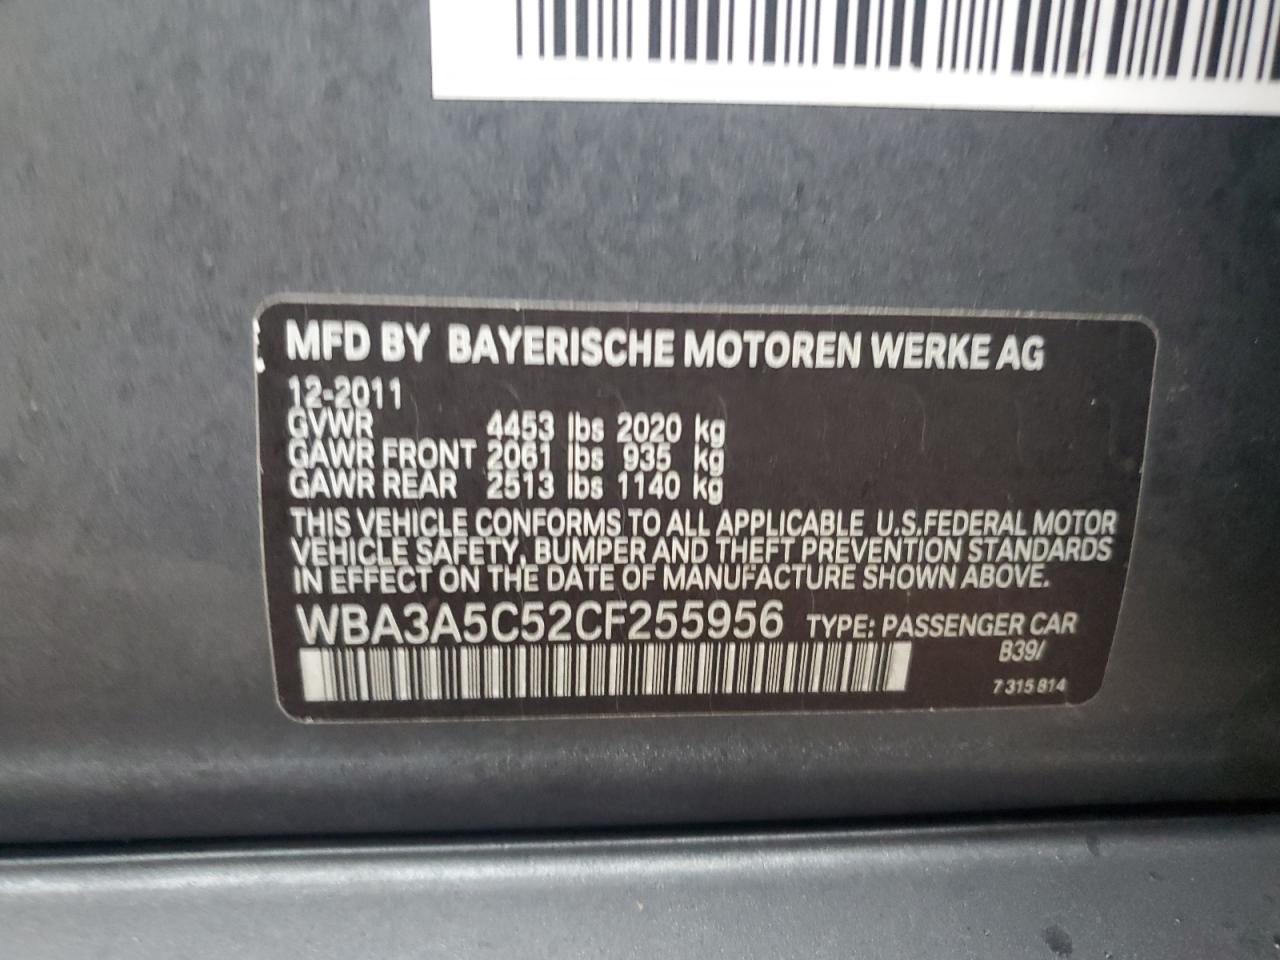 MFD BY BAYERISCHE MOTOREN WERKE AG
12-2011
GVWR 4453 lbs 2020 kg
GAWR FRONT 2061 lbs 935 kg
GAWR REAR 2513 lbs 1140 kg
THIS VEHICLE CONFORMS TO ALL APPLICABLE U.S.FEDERAL MOTOR
VEHICLE SAFETY, BUMPER AND THEFT PREVENTION STANDARDS
IN EFFECT ON THE DATE OF MANUFACTURE SHOWN ABOVE.
WBA3A5C52CF255956 TYPE: PASSENGER CAR
B39/
7 315 814